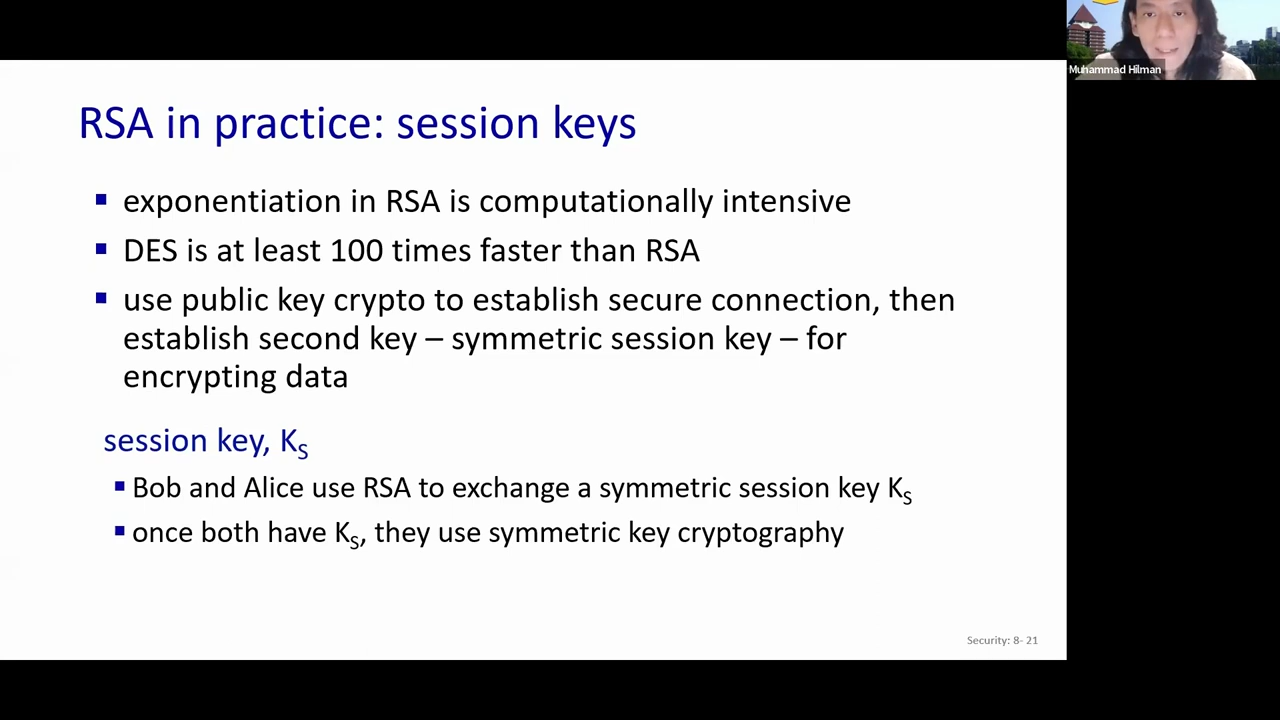 Muhammad Hilman
RSA in practice: session keys
▪ exponentiation in RSA is computationally intensive
▪ DES is at least 100 times faster than RSA
▪ use public key crypto to establish secure connection, then
establish second key – symmetric session key – for
encrypting data
session key, KS
▪ Bob and Alice use RSA to exchange a symmetric session key KS
▪ once both have KS, they use symmetric key cryptography
Security: 8- 21